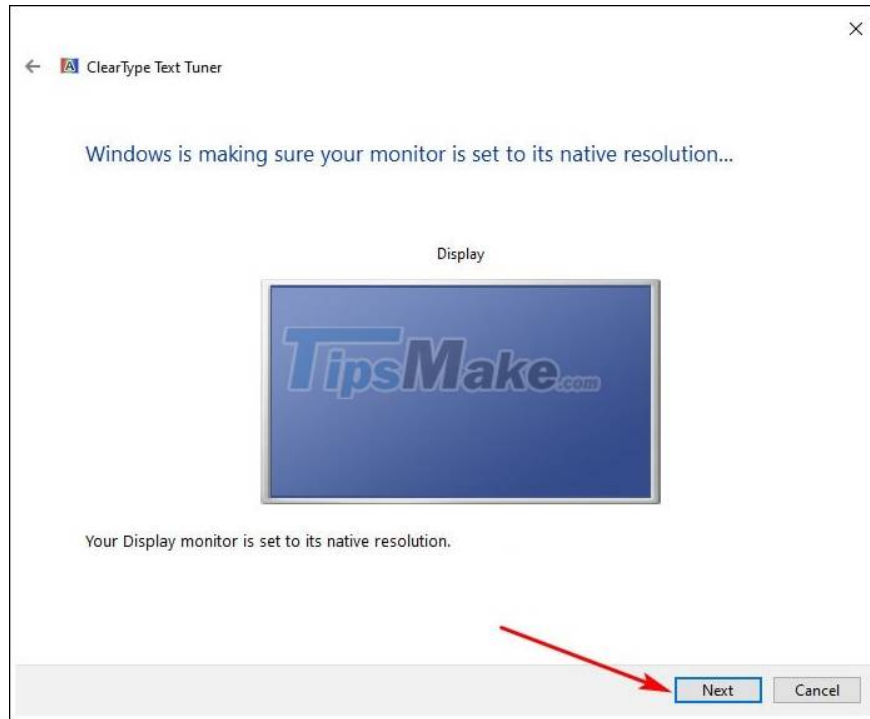 ClearType Text Tuner
Windows is making sure your monitor is set to its native resolution...
Display
TipsMake.com
Your Display monitor is set to its native resolution.
Next Cancel